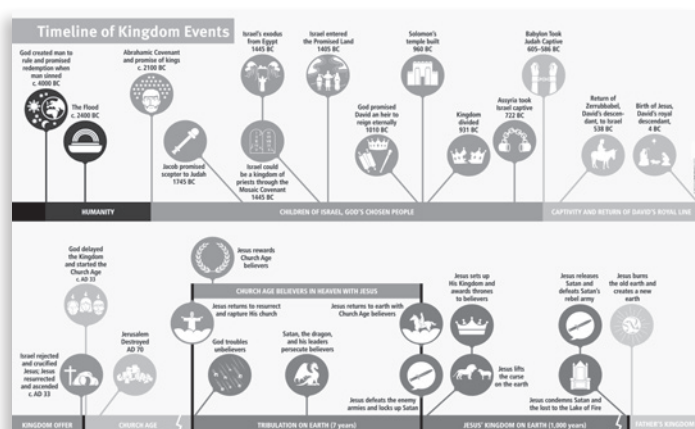 Timeline of Kingdom Events
God created man to
rule and promised
redemption when
man sinned
c. 4000 BC
The Flood
c. 2400 BC
Abrahamic Covenant
and promise of kings
c. 2100 BC
Jacob promised
scepter to Judah
1745 BC
Israel's exodus
from Egypt
1445 BC
Israel could
be a kingdom of
priests through the
Mosaic Covenant
1445 BC
Israel entered
the Promised Land
1405 BC
God promised
David an heir to
reign eternally
1010 BC
Solomon's
temple built
960 BC
Kingdom
divided
931 BC
Assyria took
Israel captive
722 BC
Babylon Took
Judah Captive
605–586 BC
Return of
Zerrubbabel,
David's descen-
dant, to Israel
538 BC
Birth of Jesus,
David's royal
descendant,
4 BC
HUMANITY
CHILDREN OF ISRAEL, GOD'S CHOSEN PEOPLE
CAPTIVITY AND RETURN OF DAVID'S ROYAL LINE
God delayed
the Kingdom
and started the
Church Age
c. AD 33
Israel rejected
and crucified
Jesus; Jesus
resurrected
and ascended
c. AD 33
Jerusalem
Destroyed
AD 70
Jesus rewards
Church Age
believers
CHURCH AGE BELIEVERS IN HEAVEN WITH JESUS
Jesus returns to resurrect
and rapture His church
God troubles
unbelievers
Satan, the dragon,
and his leaders
persecute believers
Jesus returns to earth with
Church Age believers
Jesus defeats the enemy
armies and locks up Satan
Jesus sets up
His Kingdom and
awards thrones
to believers
Jesus lifts
the curse
on the earth
Jesus releases
Satan and
defeats Satan's
rebel army
Jesus condemns Satan and
the lost to the Lake of Fire
Jesus burns
the old earth and
creates a new
earth
KINGDOM OFFER
CHURCH AGE
TRIBULATION ON EARTH (7 years)
JESUS' KINGDOM ON EARTH (1,000 years)
FATHER'S KINGDOM